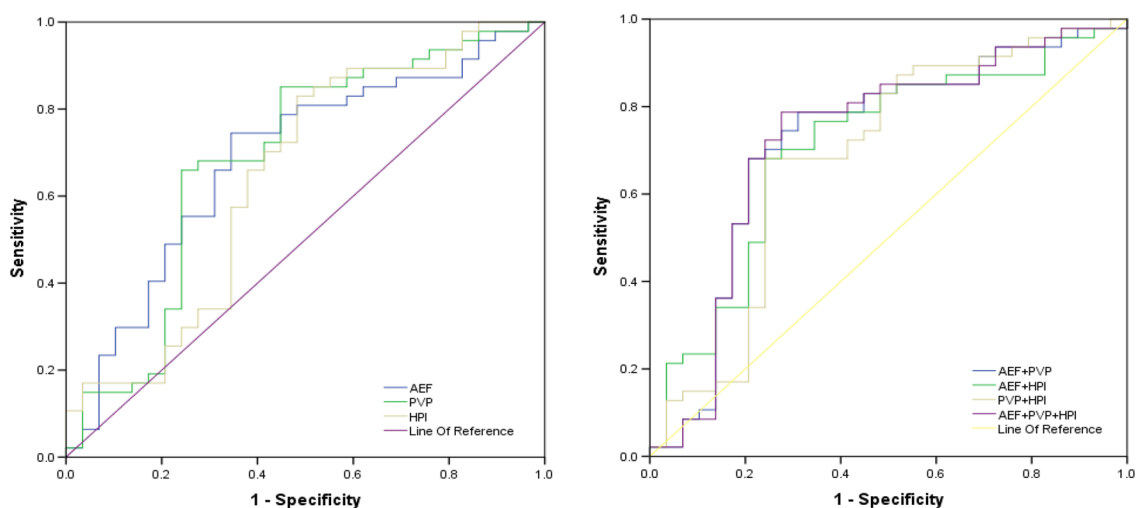 1.0
0.8
0.6
0.4
0.2
0.0
Sensitivity
AEF
PVP
HPI
Line Of Reference
0.0 0.2 0.4 0.6 0.8 1.0
1 - Specificity
1.0
0.8
0.6
0.4
0.2
0.0
Sensitivity
AEF+PVP
AEF+HPI
PVP+HPI
AEF+PVP+HPI
Line Of Reference
0.0 0.2 0.4 0.6 0.8 1.0
1 - Specificity